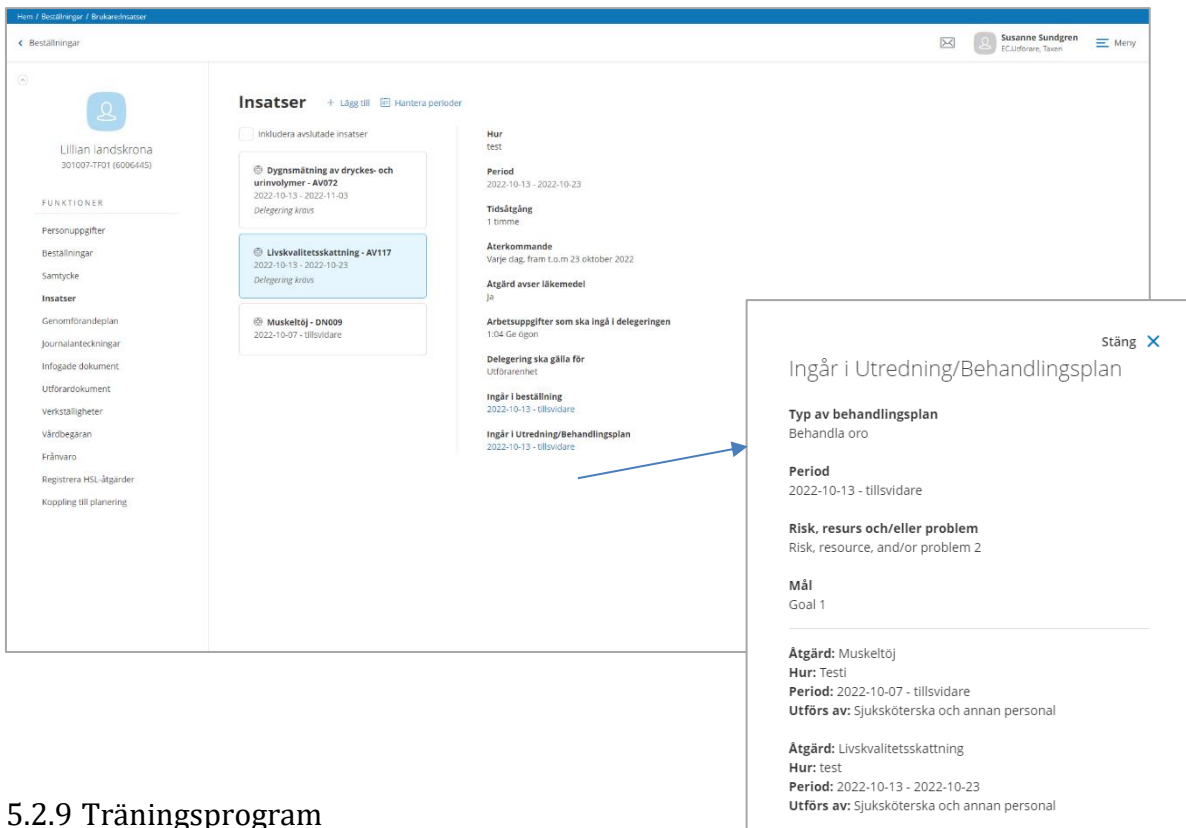 Hem / Beställningar / Brukare:Insatser
Beställningar
Susanne Sundgren
EC.Utförare, Taxen
Meny
Lillian landskrona
301007-TF01 (6006445)
FUNKTIONER
Personuppgifter
Beställningar
Samtycke
Insatser
Genomförandeplan
Journalanteckningar
Infogade dokument
Utförardokument
Verkställigheter
Vårdbegäran
Frånvaro
Registrera HSL-åtgärder
Koppling till planering
Insatser + Lägg till Hantera perioder
Inkludera avslutade insatser
Dygnsmätning av dryckes- och
urinvolymer - AV072
2022-10-13 - 2022-11-03
Delegering krävs
Livskvalitetsskattning - AV117
2022-10-13 - 2022-10-23
Delegering krävs
Muskeltöj - DN009
2022-10-07 - tillsvidare
Hur
test
Period
2022-10-13 - 2022-10-23
Tidsåtgång
1 timme
Återkommande
Varje dag, fram t.o.m 23 oktober 2022
Åtgärd avser läkemedel
Ja
Arbetsuppgifter som ska ingå i delegeringen
1:04 Ge ögon
Delegering ska gälla för
Utförarenhet
Ingår i beställning
2022-10-13 - tillsvidare
Ingår i Utredning/Behandlingsplan
2022-10-13 - tillsvidare
Stäng
Ingår i Utredning/Behandlingsplan
Typ av behandlingsplan
Behandla oro
Period
2022-10-13 - tillsvidare
Risk, resurs och/eller problem
Risk, resource, and/or problem 2
Mål
Goal 1
Åtgärd: Muskeltöj
Hur: Testi
Period: 2022-10-07 - tillsvidare
Utförs av: Sjuksköterska och annan personal
Åtgärd: Livskvalitetsskattning
Hur: test
Period: 2022-10-13 - 2022-10-23
Utförs av: Sjuksköterska och annan personal
5.2.9 Träningsprogram